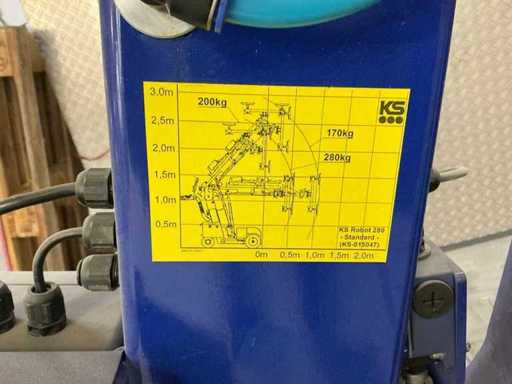 3,0m
200kg
KS
2,5m
170kg
2,0m
280kg
1,5m
1,0m
KS Robot 280
- Standard -
(KS-015047)
0,5m
0m 0,5m 1,0m 1,5m 2,0m